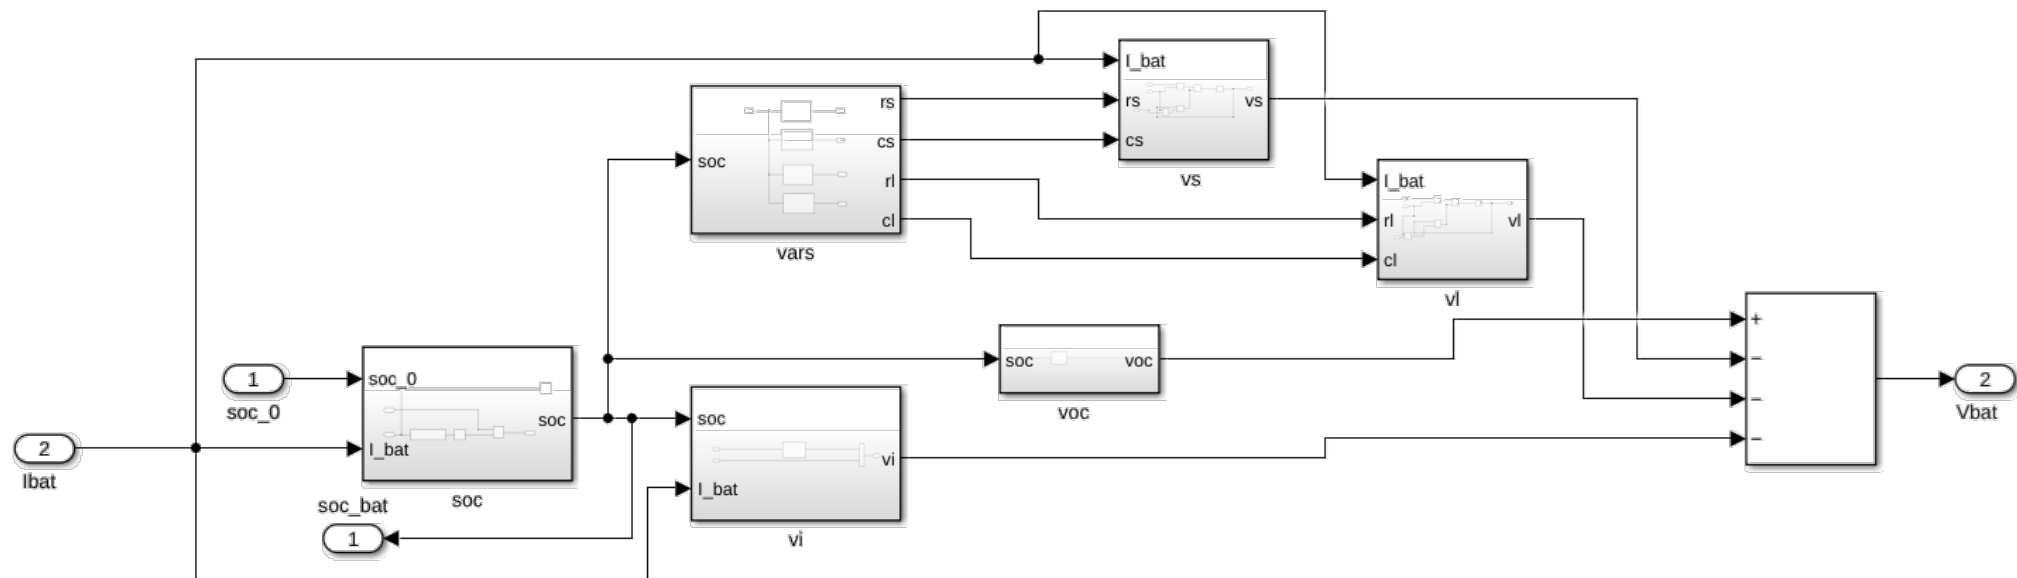 I_bat
rs
cs
vs
vs
rs
cs
rl
cl
soc
vars
I_bat
rl
cl
vl
vl
1
soc_0
2
Ibat
soc_0
I_bat
soc
soc
soc_bat
1
soc
voc
voc
soc
I_bat
vi
vi
+
−
−
−
2
Vbat